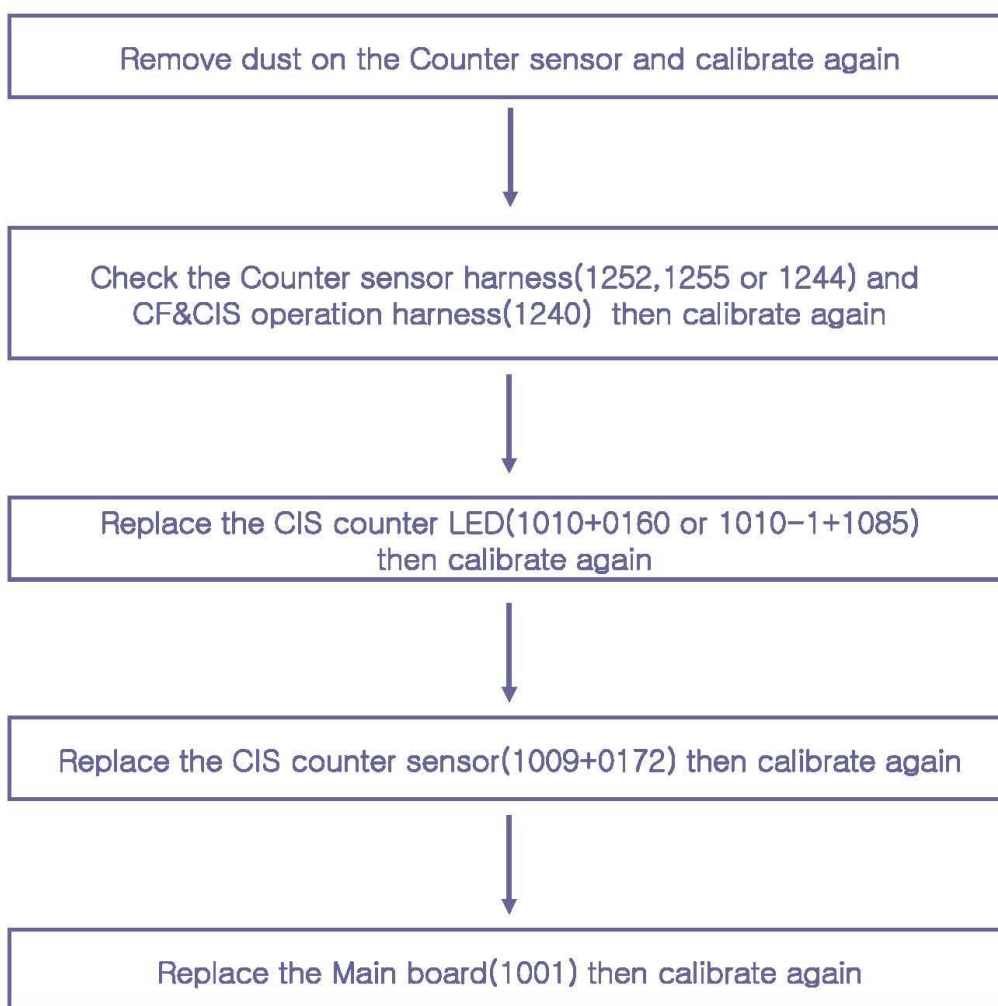 Remove dust on the Counter sensor and calibrate again
Check the Counter sensor harness(1252,1255 or 1244) and
CF&CIS operation harness(1240) then calibrate again
Replace the CIS counter LED(1010+0160 or 1010-1+1085)
then calibrate again
Replace the CIS counter sensor(1009+0172) then calibrate again
Replace the Main board(1001) then calibrate again